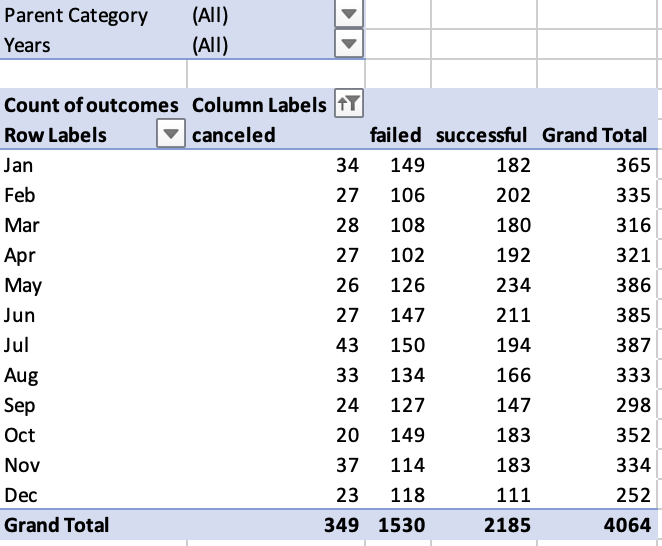 Parent Category (All)
Years (All)
Count of outcomes Column Labels
Row Labels canceled failed successful Grand Total
Jan 34 149 182 365
Feb 27 106 202 335
Mar 28 108 180 316
Apr 27 102 192 321
May 26 126 234 386
Jun 27 147 211 385
Jul 43 150 194 387
Aug 33 134 166 333
Sep 24 127 147 298
Oct 20 149 183 352
Nov 37 114 183 334
Dec 23 118 111 252
Grand Total 349 1530 2185 4064